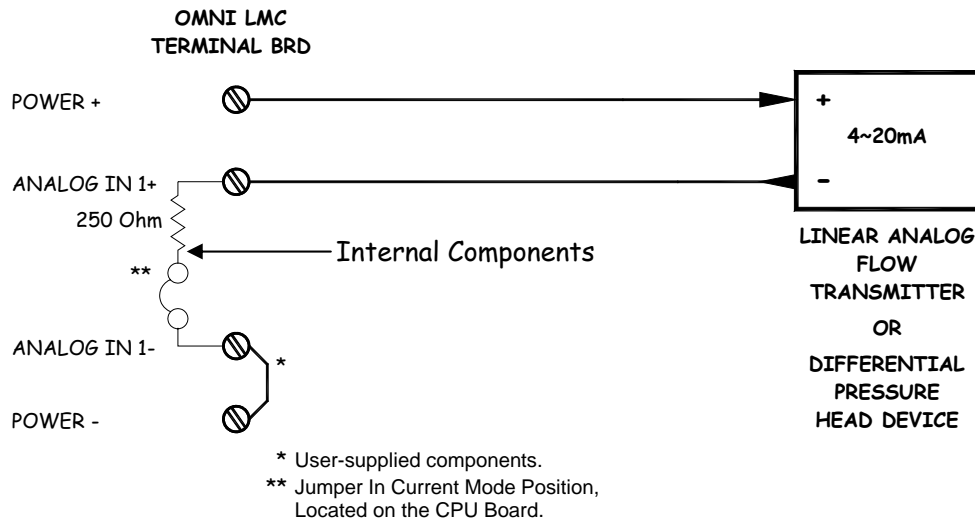 OMNI LMC
TERMINAL BRD
POWER +
+
4~20mA
ANALOG IN 1+
-
250 Ohm
Internal Components
LINEAR ANALOG
FLOW
TRANSMITTER
OR
DIFFERENTIAL
PRESSURE
HEAD DEVICE
**
ANALOG IN 1-
*
POWER -
* User-supplied components.
** Jumper In Current Mode Position,
Located on the CPU Board.